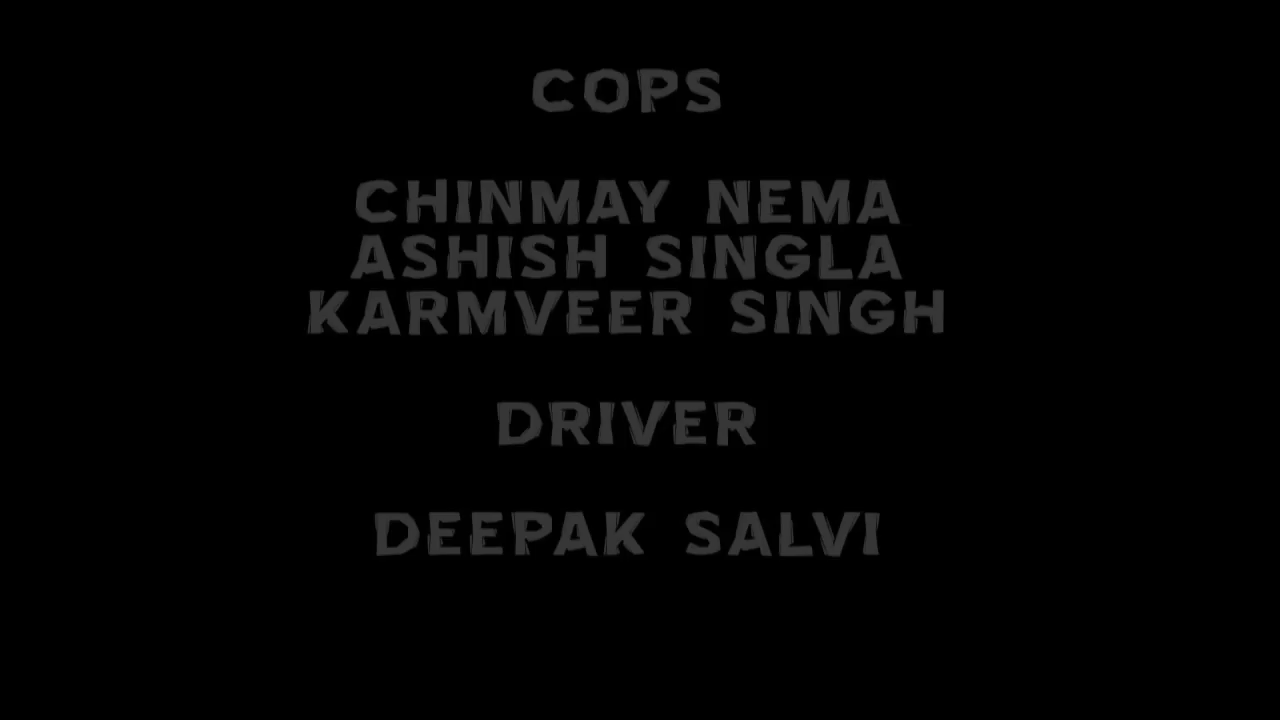 COPS
CHINMAY NEMA
ASHISH SINGLA
KARMVEER SINGH
DRIVER
DEEPAK SALVI